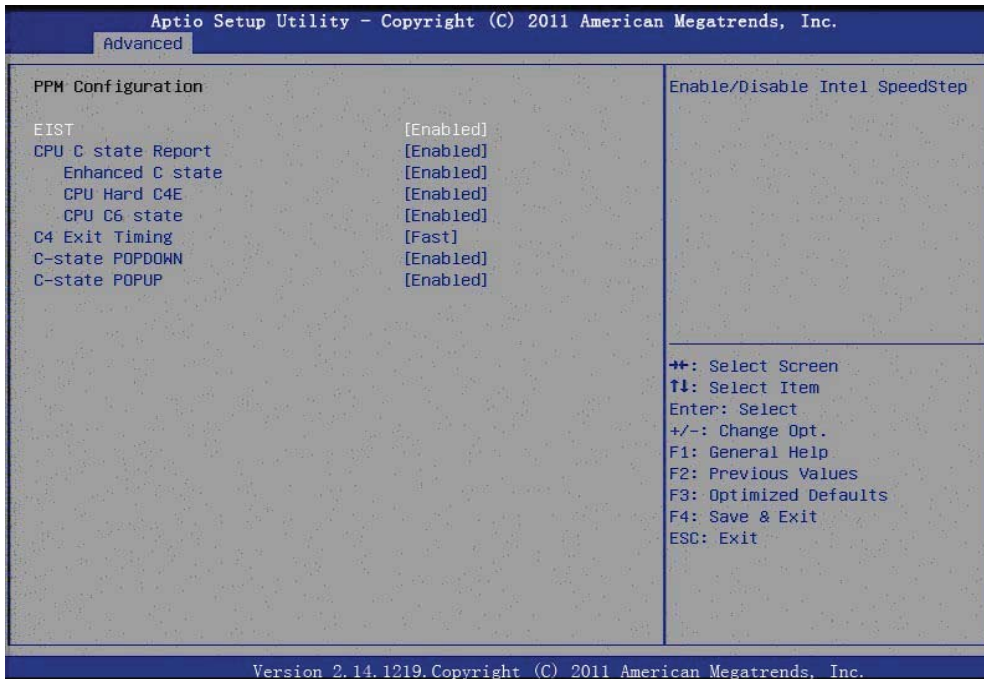 Aptio Setup Utility - Copyright (C) 2011 American Megatrends, Inc.
Advanced
PPM Configuration
EIST [Enabled]
CPU C state Report [Enabled]
Enhanced C state [Enabled]
CPU Hard C4E [Enabled]
CPU C6 state [Enabled]
C4 Exit Timing [Fast]
C-state POPDOWN [Enabled]
C-state POPUP [Enabled]
Enable/Disable Intel SpeedStep
→←: Select Screen
↑↓: Select Item
Enter: Select
+/-: Change Opt.
F1: General Help
F2: Previous Values
F3: Optimized Defaults
F4: Save & Exit
ESC: Exit
Version 2.14.1219. Copyright (C) 2011 American Megatrends, Inc.